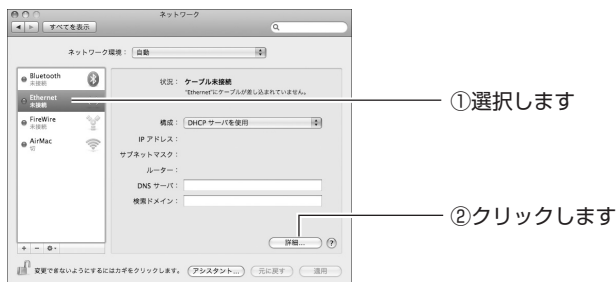 ネットワーク
すべてを表示
ネットワーク環境： 自動
Bluetooth
未接続
Ethernet
未接続
FireWire
未接続
AirMac
切
状況： ケーブル未接続
"Ethernet"にケーブルが差し込まれていません。
構成： DHCP サーバを使用
IP アドレス：
サブネットマスク：
ルーター：
DNS サーバ：
検索ドメイン：
詳細...
?
変更できないようにするにはカギをクリックします。
アシスタント...
元に戻す
適用
①選択します
②クリックします